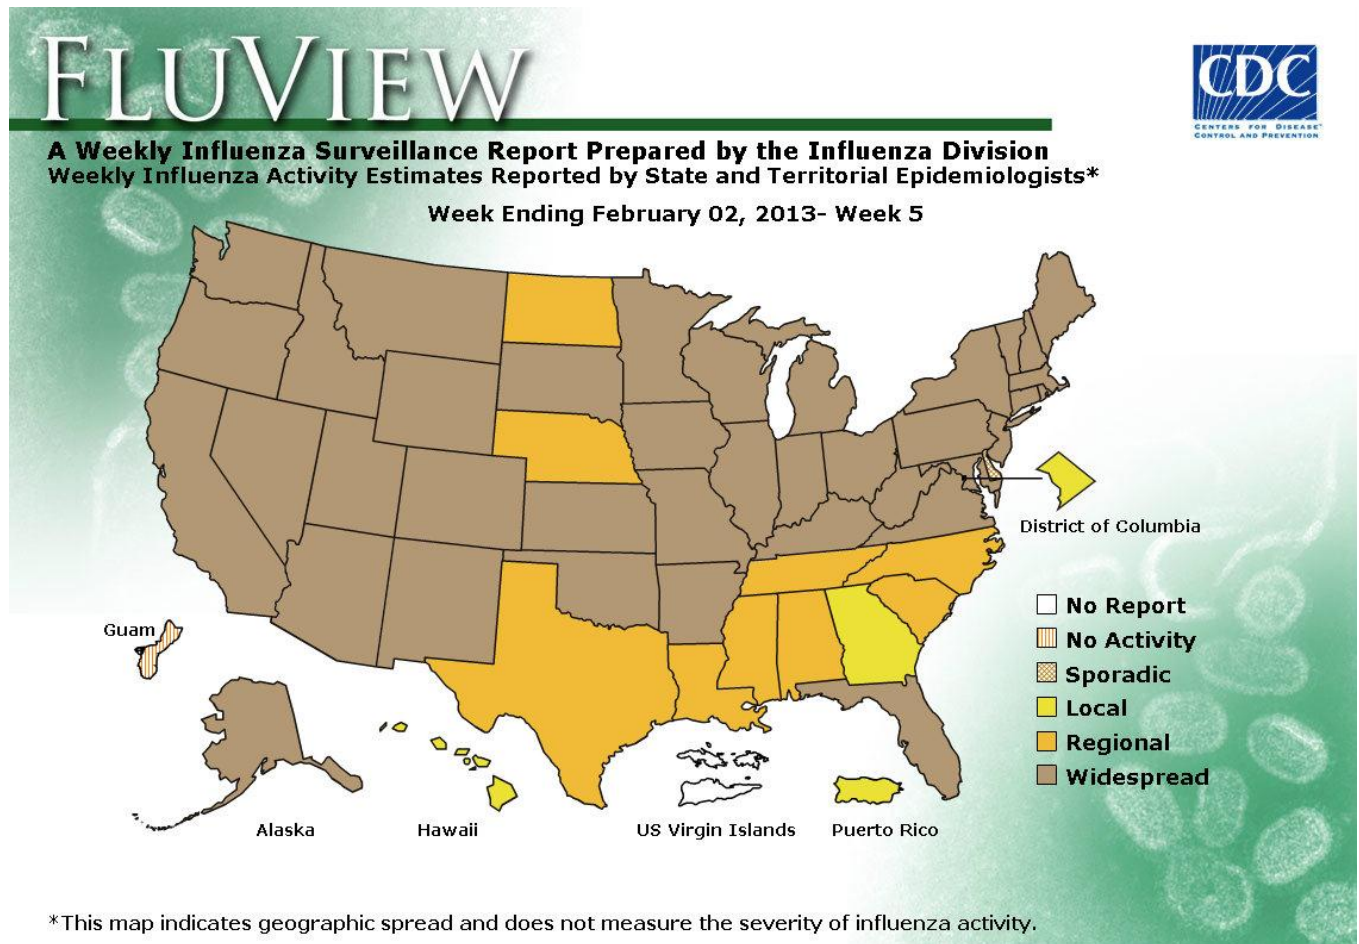 FLUVIEW
CDC
CENTERS FOR DISEASE
CONTROL AND PREVENTION
A Weekly Influenza Surveillance Report Prepared by the Influenza Division
Weekly Influenza Activity Estimates Reported by State and Territorial Epidemiologists*
Week Ending February 02, 2013- Week 5
District of Columbia
No Report
Guam
No Activity
Sporadic
Local
Regional
Widespread
Alaska
Hawaii
US Virgin Islands
Puerto Rico
*This map indicates geographic spread and does not measure the severity of influenza activity.